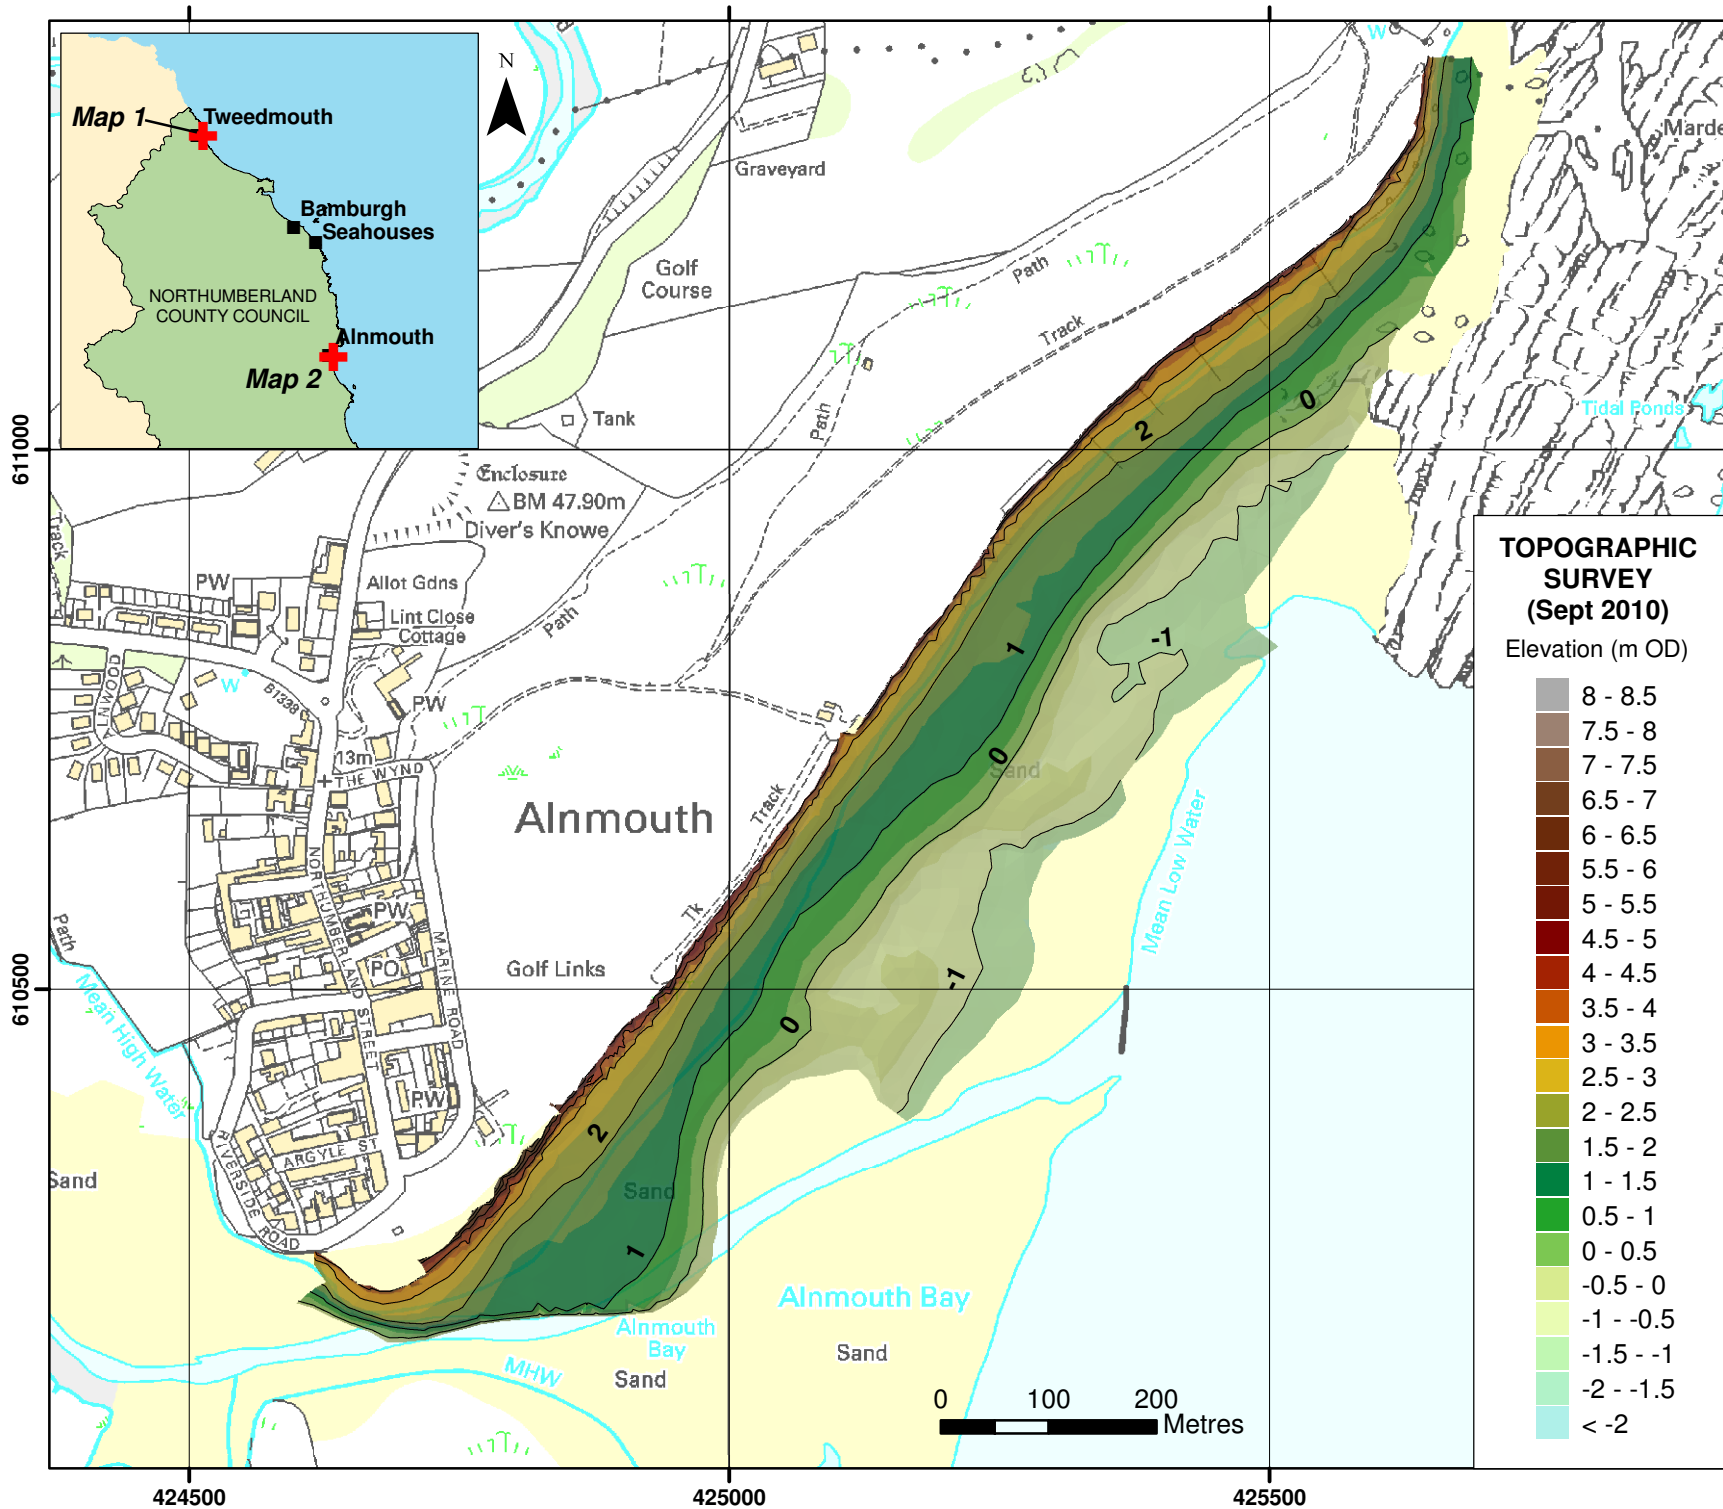 Map 1
Tweedmouth
Bamburgh
Seahouses
NORTHUMBERLAND
COUNTY COUNCIL
Alnmouth
Map 2
N
Graveyard
W
Marde
Golf
Course
Path
Track
Path
Tank
Tidal Ponds
0
2
611000
Enclosure
BM 47.90m
Diver's Knowe
Track
PW
Allot Gdns
Lint Close
Cottage
Path
W
B1338
LNWOOD
PW
13m
THE WYND
Alnmouth
Track
1
-1
0
Sand
Mean Low Water
Tk
NORTHUMBERLAND STREET
PW
MARINE ROAD
PO
Golf Links
Path
610500
-1
0
Mean High Water
PW
2
ARGYLE ST
RIVERSIDE ROAD
Sand
Sand
1
Alnmouth Bay
Alnmouth
Bay
Sand
MHW
Sand
0 100 200
Metres
424500
425000
425500
TOPOGRAPHIC
SURVEY
(Sept 2010)
Elevation (m OD)
8 - 8.5
7.5 - 8
7 - 7.5
6.5 - 7
6 - 6.5
5.5 - 6
5 - 5.5
4.5 - 5
4 - 4.5
3.5 - 4
3 - 3.5
2.5 - 3
2 - 2.5
1.5 - 2
1 - 1.5
0.5 - 1
0 - 0.5
-0.5 - 0
-1 - -0.5
-1.5 - -1
-2 - -1.5
< -2